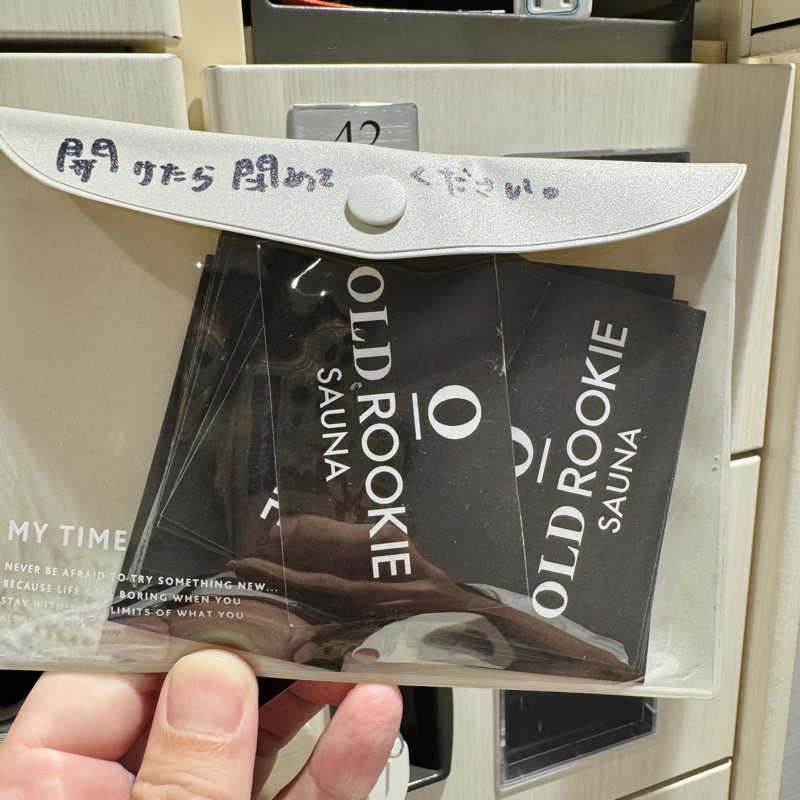 42
開けたら閉めてください。
OLD ROOKIE
SAUNA
OLD ROOKIE
SAUNA
MY TIME
NEVER BE AFRAID TO TRY SOMETHING NEW...
BECAUSE LIFE GETS BORING WHEN YOU
STAY WITHIN LIMITS OF WHAT YOU